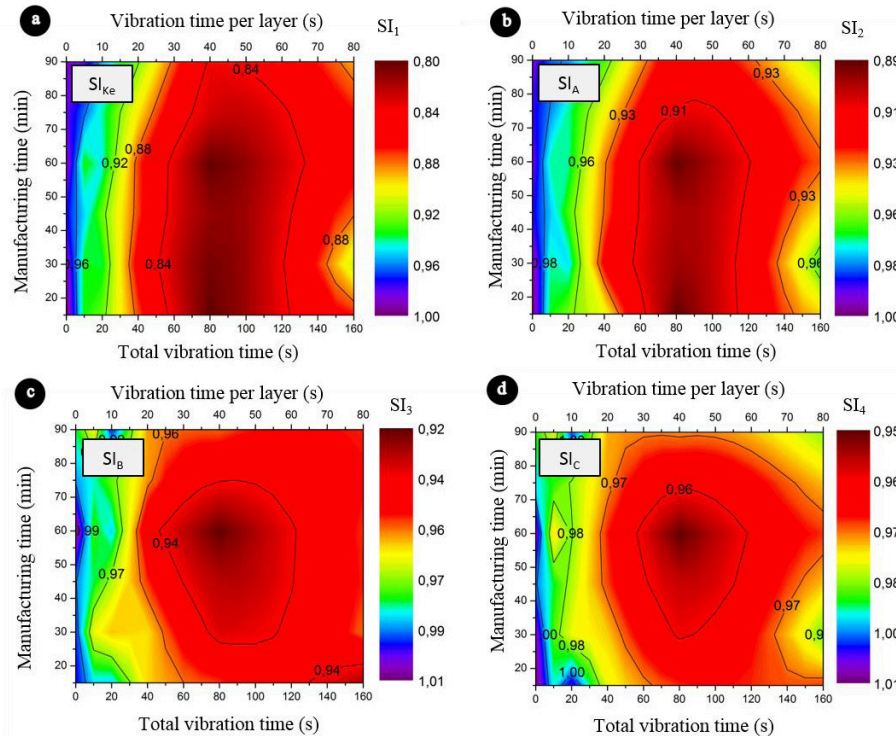 a
Vibration time per layer (s)
SI₁
0 10 20 30 40 50 60 70 80
Manufacturing time (min)
90
80
70
60
50
40
30
20
SI_Ke
0,84
0,88
0,92
0,96
0,84
0,88
0,80
0,84
0,88
0,92
0,96
1,00
0 20 40 60 80 100 120 140 160
Total vibration time (s)
b
Vibration time per layer (s)
SI₂
0 10 20 30 40 50 60 70 80
Manufacturing time (min)
90
80
70
60
50
40
30
20
SI_A
0,93
0,93
0,91
0,96
0,93
0,98
0,96
0,89
0,91
0,93
0,96
0,98
1,00
0 20 40 60 80 100 120 140 160
Total vibration time (s)
c
Vibration time per layer (s)
SI₃
0 10 20 30 40 50 60 70 80
Manufacturing time (min)
90
80
70
60
50
40
30
20
SI_B
0,96
0,99
0,94
0,97
0,94
0,92
0,94
0,96
0,97
0,99
1,01
0 20 40 60 80 100 120 140 160
Total vibration time (s)
d
Vibration time per layer (s)
SI₄
0 10 20 30 40 50 60 70 80
Manufacturing time (min)
90
80
70
60
50
40
30
20
SI_C
0,97
0,96
0,98
0,97
0,98
1,00
0,95
0,96
0,97
0,98
1,00
1,01
0 20 40 60 80 100 120 140 160
Total vibration time (s)